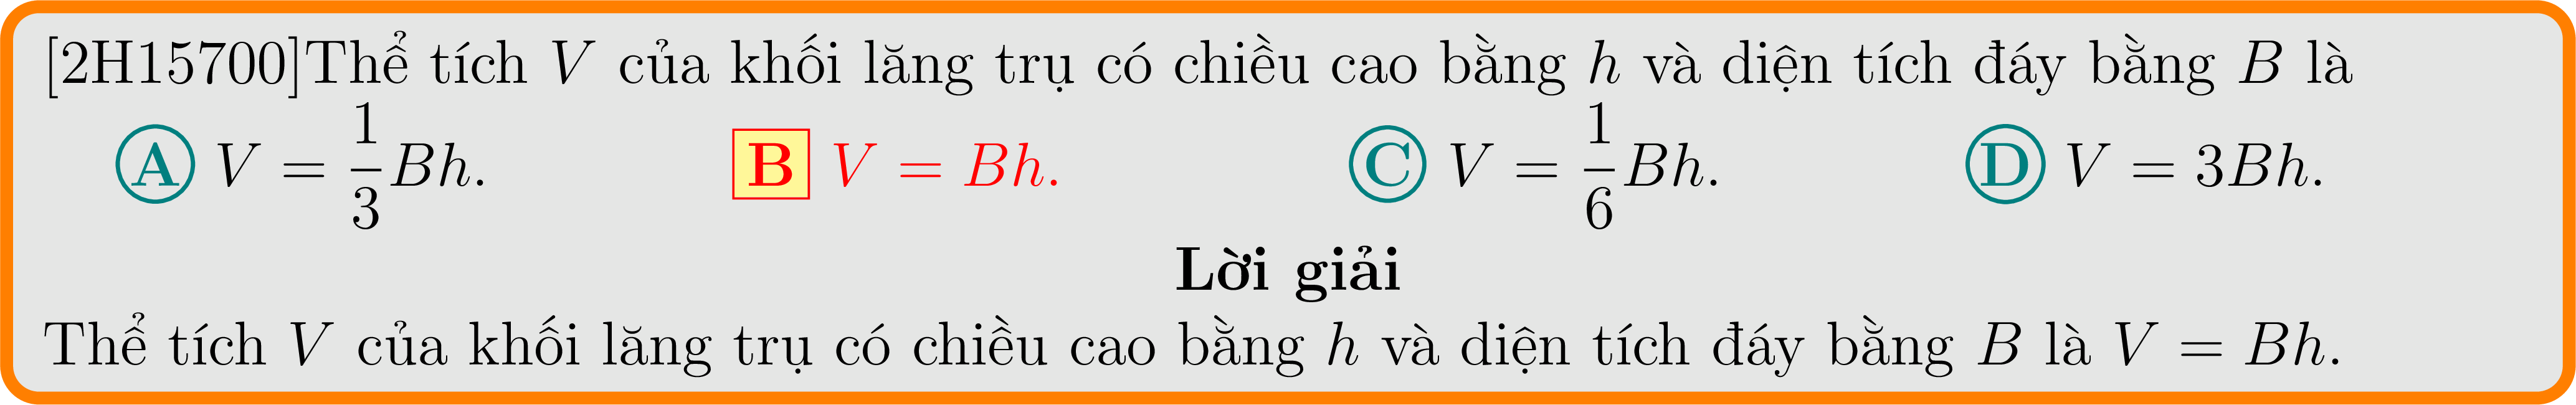 [2H15700]Thể tích V của khối lăng trụ có chiều cao bằng h và diện tích đáy bằng B là
A V = 1/3 Bh. B V = Bh. C V = 1/6 Bh. D V = 3Bh.
Lời giải
Thể tích V của khối lăng trụ có chiều cao bằng h và diện tích đáy bằng B là V = Bh.